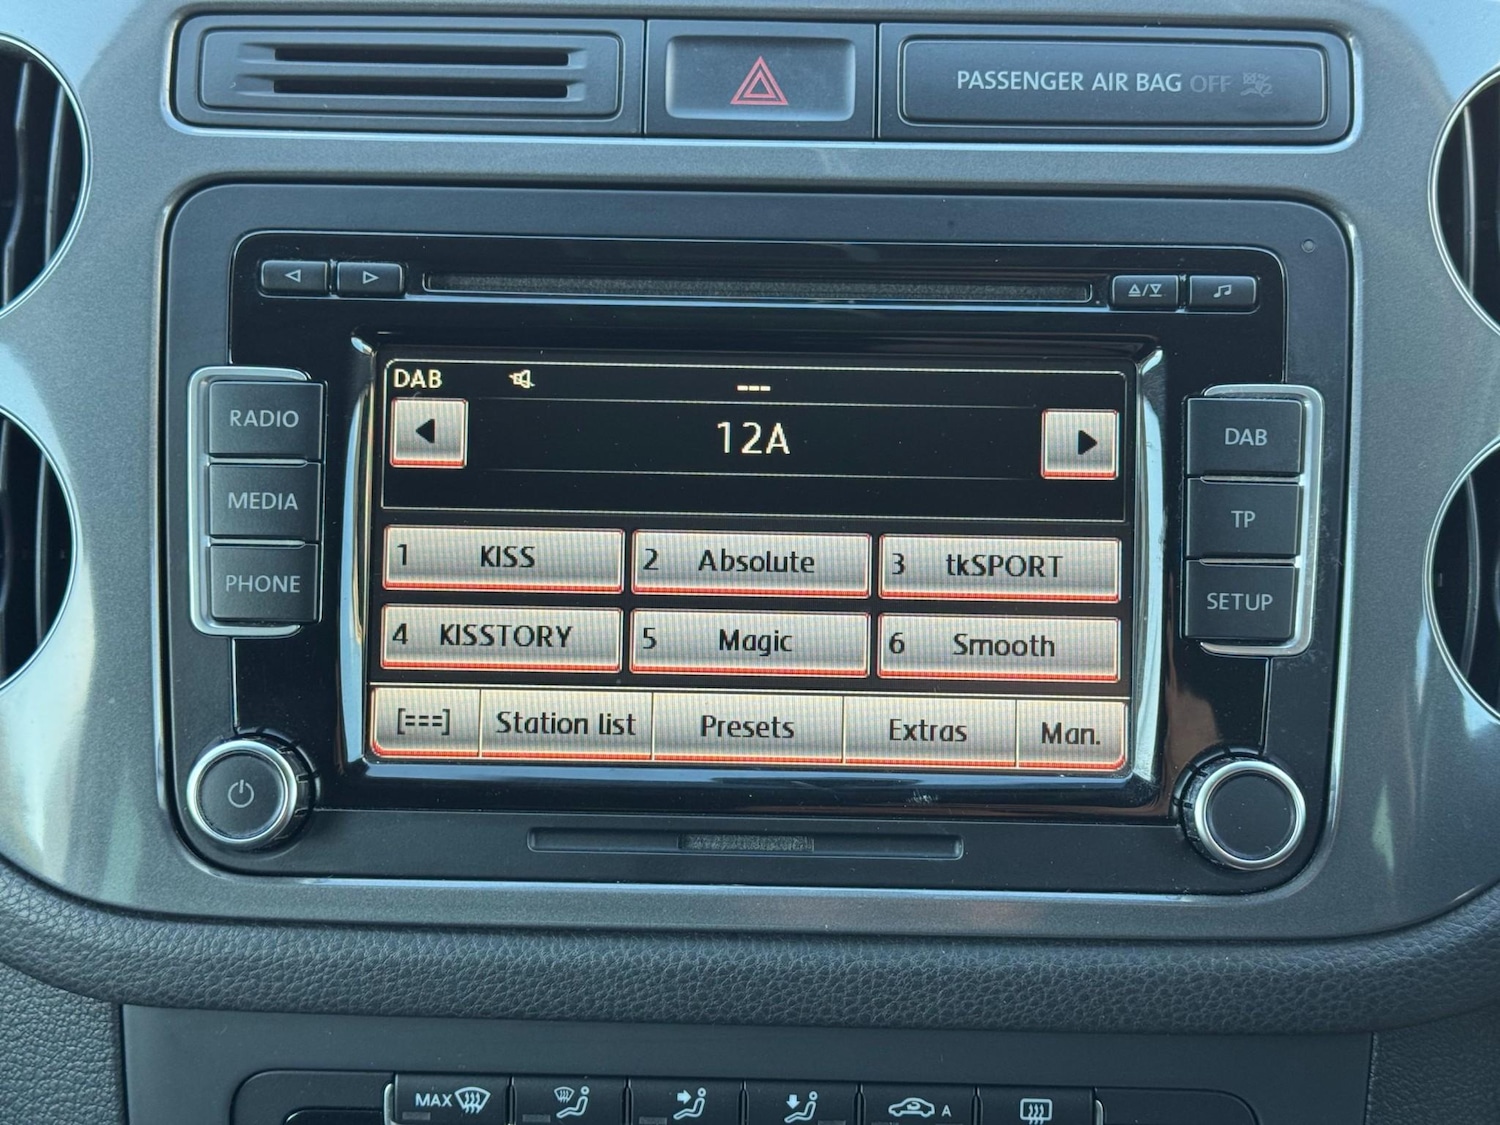 PASSENGER AIR BAG OFF
RADIO
MEDIA
PHONE
DAB
TP
SETUP
DAB ---
12A
1 KISS 2 Absolute 3 tkSPORT
4 KISSTORY 5 Magic 6 Smooth
[===] Station list Presets Extras Man.
MAX
A